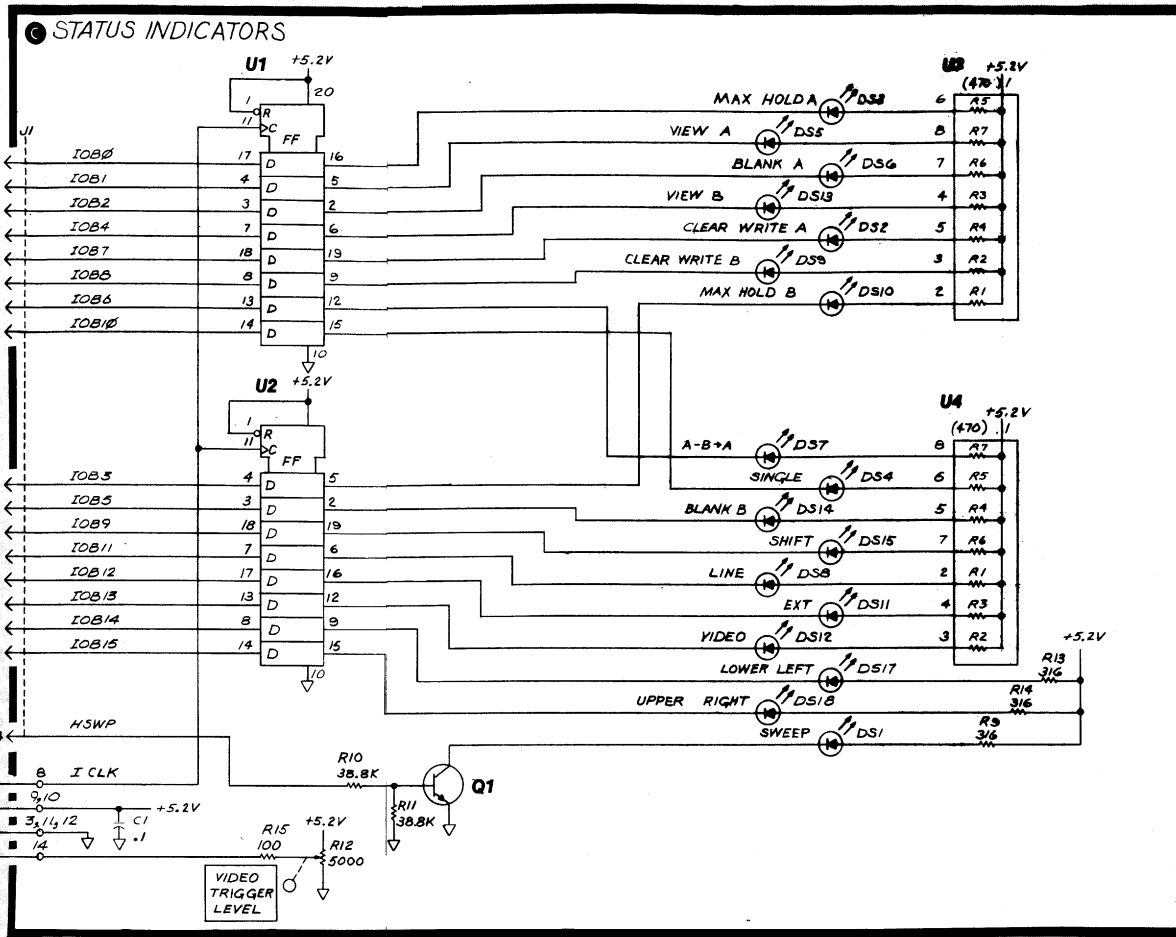 C STATUS INDICATORS
U1 +5.2V
20
1 R
11 C
FF
J1
IOBØ 17 D 16
IOB1 4 D 5
IOB2 3 D 2
IOB4 7 D 6
IOB7 18 D 19
IOB8 8 D 9
IOB6 13 D 12
IOB1Ø 14 D 15
10
U3 +5.2V
(470) 1
MAX HOLD A DS3 6 R5
VIEW A DS5 8 R7
BLANK A DS6 7 R6
VIEW B DS13 4 R3
CLEAR WRITE A DS2 5 R4
CLEAR WRITE B DS9 3 R2
MAX HOLD B DS10 2 R1
U2 +5.2V
1 R
11 C
FF
IOB3 4 D 5
IOB5 3 D 2
IOB9 18 D 19
IOB11 7 D 6
IOB12 17 D 16
IOB13 13 D 12
IOB14 8 D 9
IOB15 14 D 15
10
U4 +5.2V
(470) 1
A-B→A DS7 8 R7
SINGLE DS4 6 R5
BLANK B DS14 5 R4
SHIFT DS15 7 R6
LINE DS8 2 R1
EXT DS11 4 R3
VIDEO DS12 3 R2
+5.2V
LOWER LEFT DS17 R13 316
UPPER RIGHT DS18 R14 316
SWEEP DS1 R9 316
HSWP
R10
38.8K
Q1
R11
38.8K
8 I CLK
9,10
+5.2V
3,11,12
C1
.1
14
R15
100
+5.2V
R12
5000
VIDEO
TRIGGER
LEVEL